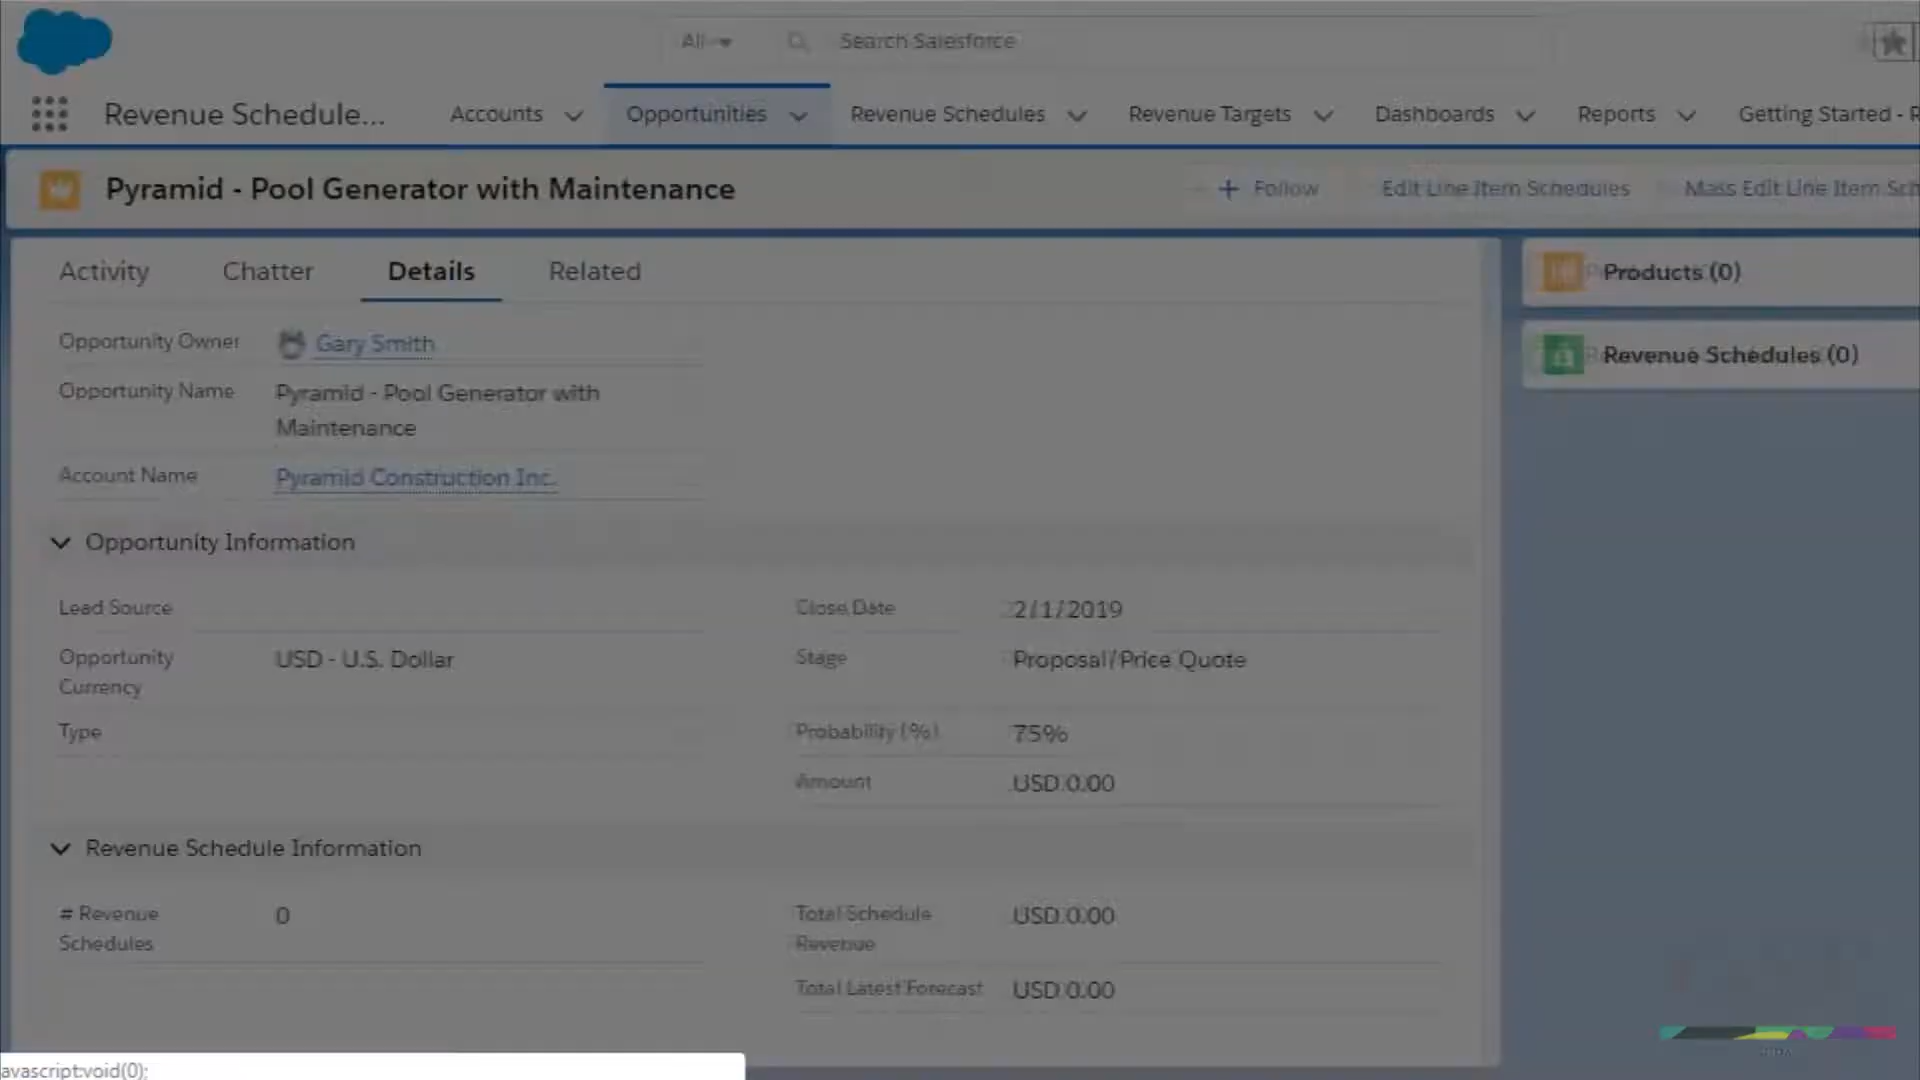 All
Search Salesforce
Revenue Schedule...
Accounts
Opportunities
Revenue Schedules
Revenue Targets
Dashboards
Reports
Getting Started - R
Pyramid - Pool Generator with Maintenance
+ Follow
Edit Line Item Schedules
Mass Edit Line Item Sch
Activity
Chatter
Details
Related
Products (0)
Revenue Schedules (0)
Opportunity Owner
Gary Smith
Opportunity Name
Pyramid - Pool Generator with
Maintenance
Account Name
Pyramid Construction Inc.
Opportunity Information
Lead Source
Close Date
2/1/2019
Opportunity
Currency
USD - U.S. Dollar
Stage
Proposal/Price Quote
Type
Probability (%)
75%
Amount
USD 0.00
Revenue Schedule Information
# Revenue
Schedules
0
Total Schedule
Revenue
USD 0.00
Total Latest Forecast
USD 0.00
avascript:void(0);